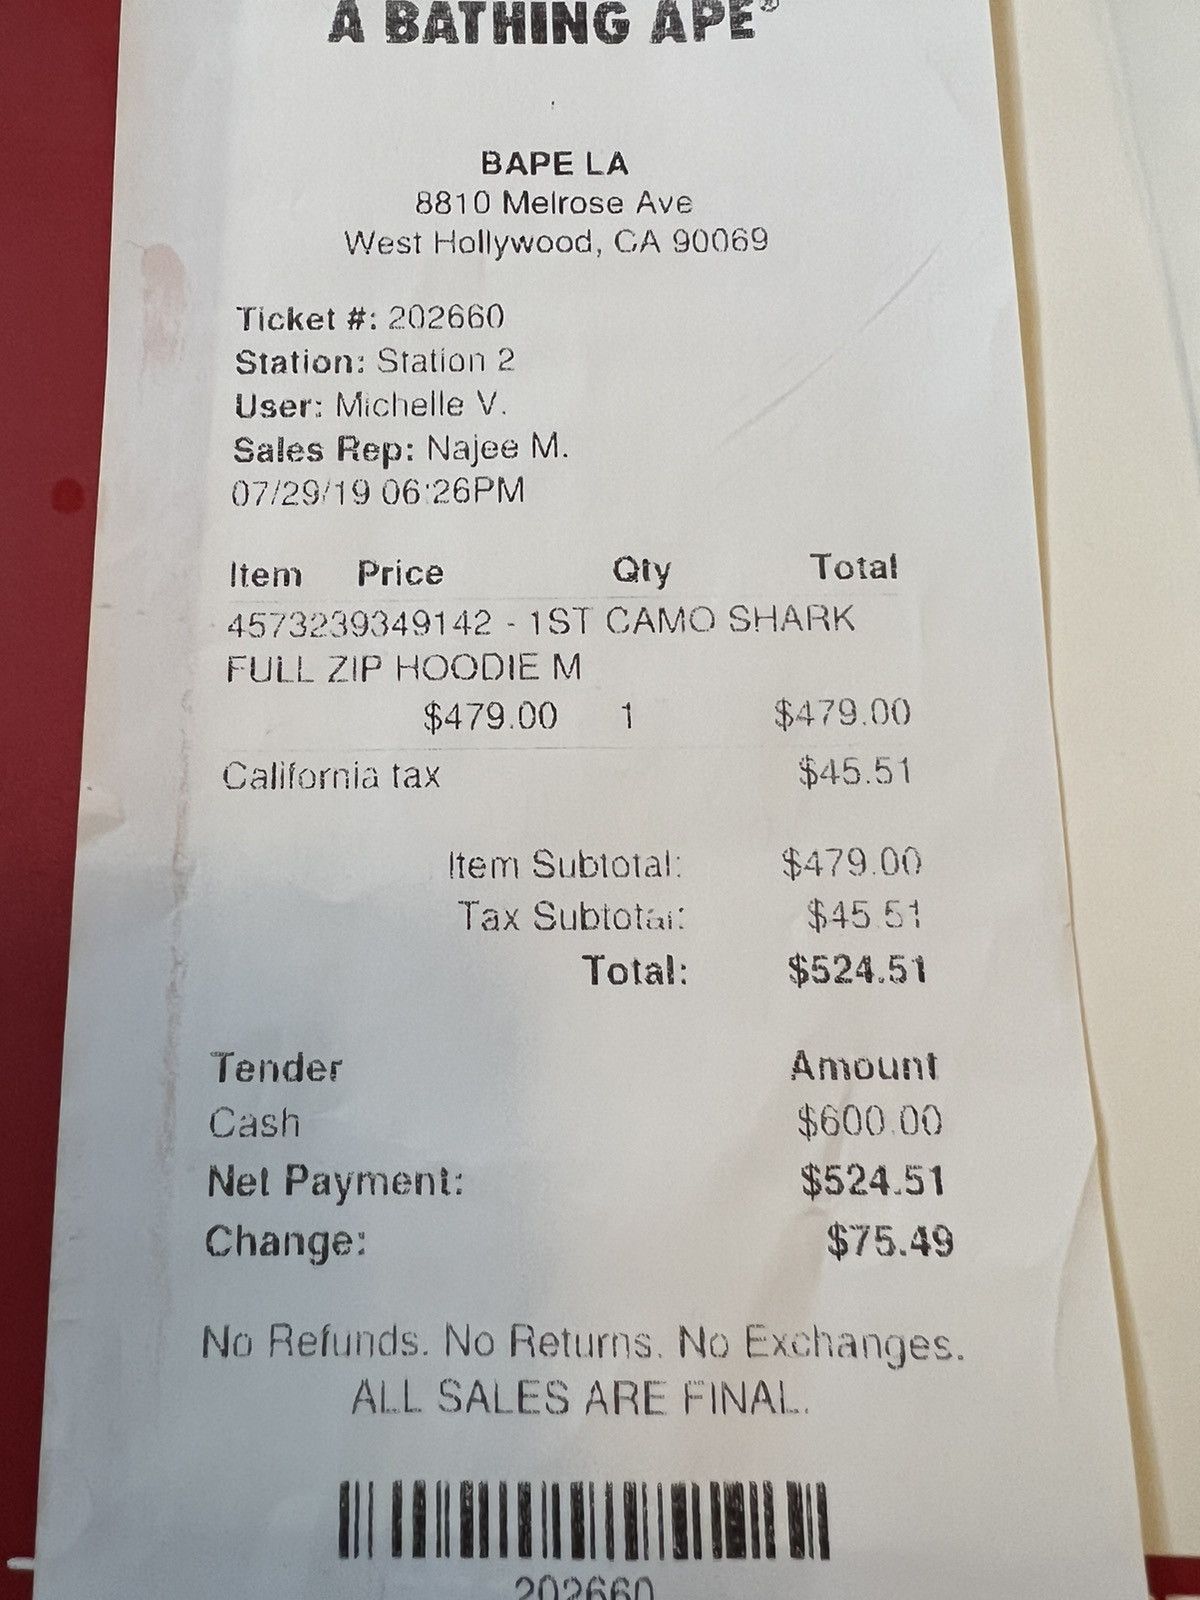 A BATHING APE®
BAPE LA
8810 Melrose Ave
West Hollywood, CA 90069
Ticket #: 202660
Station: Station 2
User: Michelle V.
Sales Rep: Najee M.
07/29/19 06:26PM
Item Price Qty Total
4573239349142 - 1ST CAMO SHARK
FULL ZIP HOODIE M
$479.00 1 $479.00
California tax $45.51
Item Subtotal: $479.00
Tax Subtotal: $45.51
Total: $524.51
Tender Amount
Cash $600.00
Net Payment: $524.51
Change: $75.49
No Refunds. No Returns. No Exchanges.
ALL SALES ARE FINAL.
202660